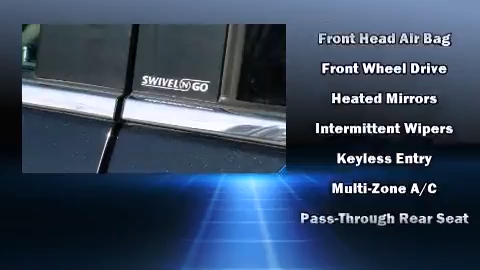 SWIVEL N GO
Front Head Air Bag
Front Wheel Drive
Heated Mirrors
Intermittent Wipers
Keyless Entry
Multi-Zone A/C
Pass-Through Rear Seat